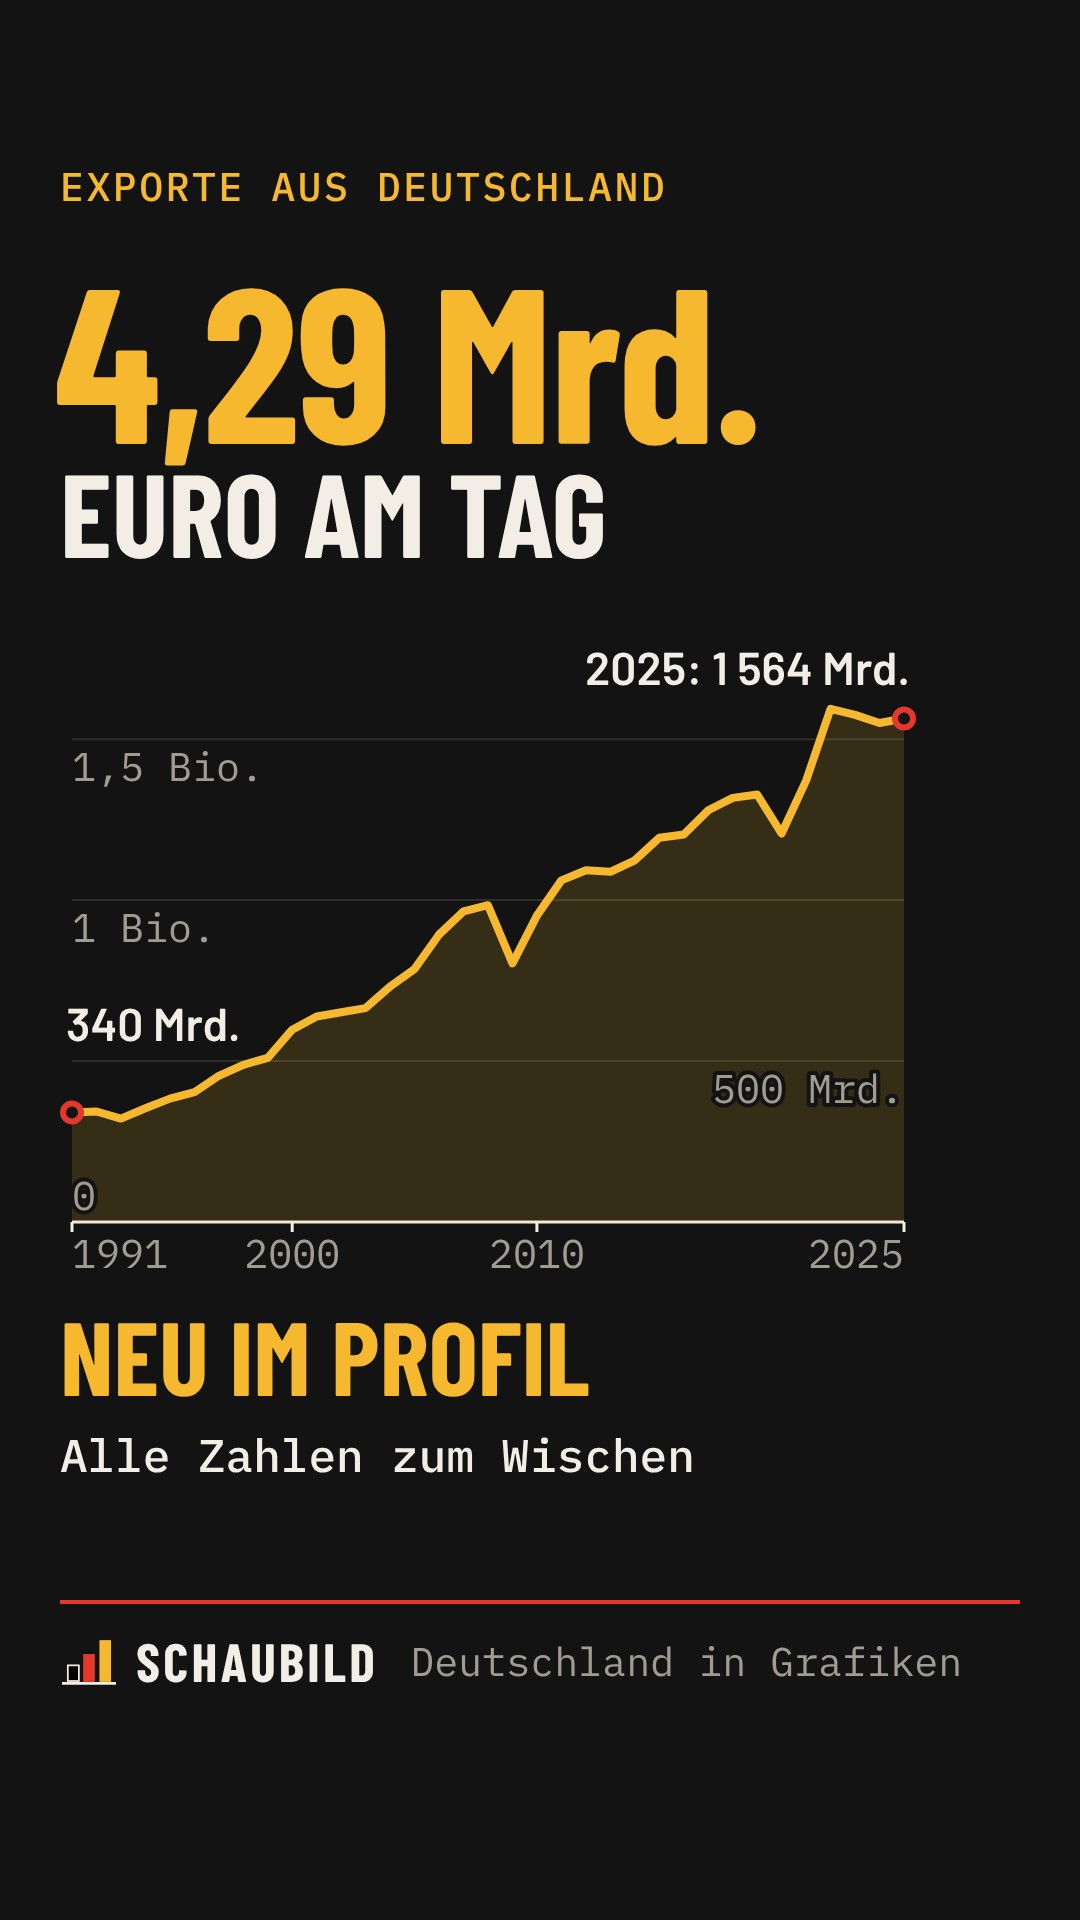 EXPORTE AUS DEUTSCHLAND
4,29 Mrd.
EURO AM TAG
2025: 1 564 Mrd.
1,5 Bio.
1 Bio.
340 Mrd.
500 Mrd.
0
1991 2000 2010 2025
NEU IM PROFIL
Alle Zahlen zum Wischen
SCHAUBILD Deutschland in Grafiken